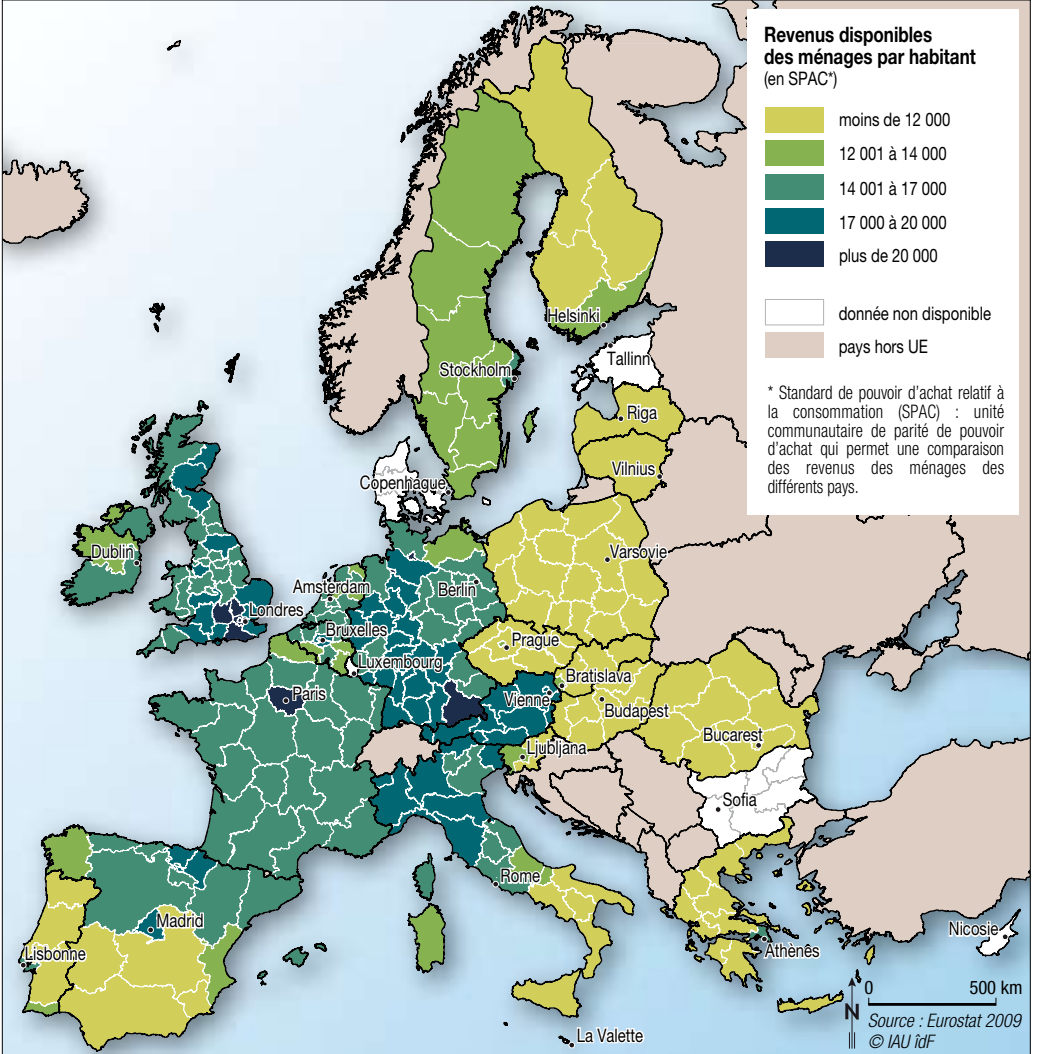 Revenus disponibles
des ménages par habitant
(en SPAC*)
moins de 12 000
12 001 à 14 000
14 001 à 17 000
17 000 à 20 000
plus de 20 000
donnée non disponible
pays hors UE
* Standard de pouvoir d'achat relatif à
la consommation (SPAC) : unité
communautaire de parité de pouvoir
d'achat qui permet une comparaison
des revenus des ménages des
différents pays.
Helsinki
Tallinn
Stockholm
Riga
Vilnius
Copenhague
Dublin
Varsovie
Amsterdam
Berlin
Londres
Bruxelles
Prague
Luxembourg
Bratislava
Paris
Vienne
Budapest
Bucarest
Ljubljana
Sofia
Rome
Madrid
Nicosie
Lisbonne
Athènês
La Valette
0 500 km
N
Source : Eurostat 2009
© IAU îdF